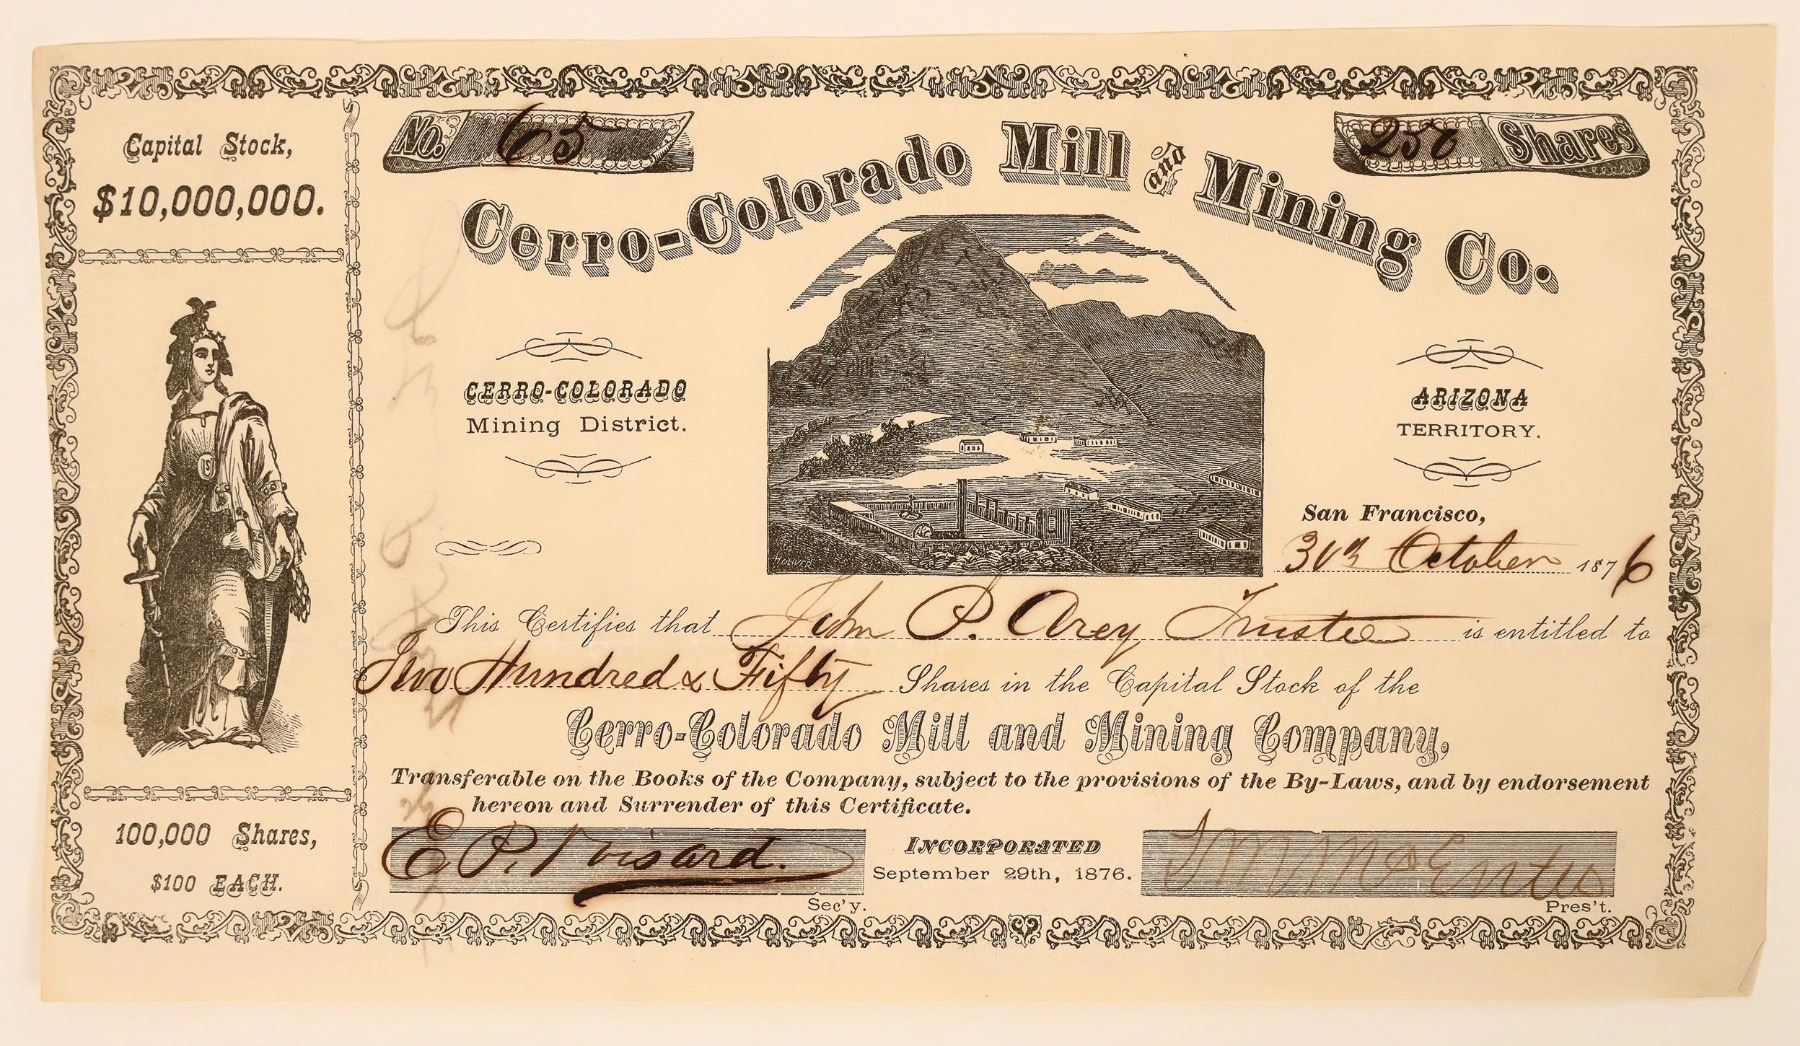 Capital Stock,
$10,000,000.
No. 65
250 Shares
Cerro-Colorado Mill and Mining Co.
CERRO-COLORADO
Mining District.
ARIZONA
TERRITORY.
San Francisco,
30th October 1876
This Certifies that John P. Arey Trustee is entitled to
Two Hundred & Fifty Shares in the Capital Stock of the
Cerro-Colorado Mill and Mining Company,
Transferable on the Books of the Company, subject to the provisions of the By-Laws, and by endorsement
hereon and Surrender of this Certificate.
100,000 Shares,
$100 EACH.
E. P.
INCORPORATED
September 29th, 1876.
Sec'y.
Pres't.
US